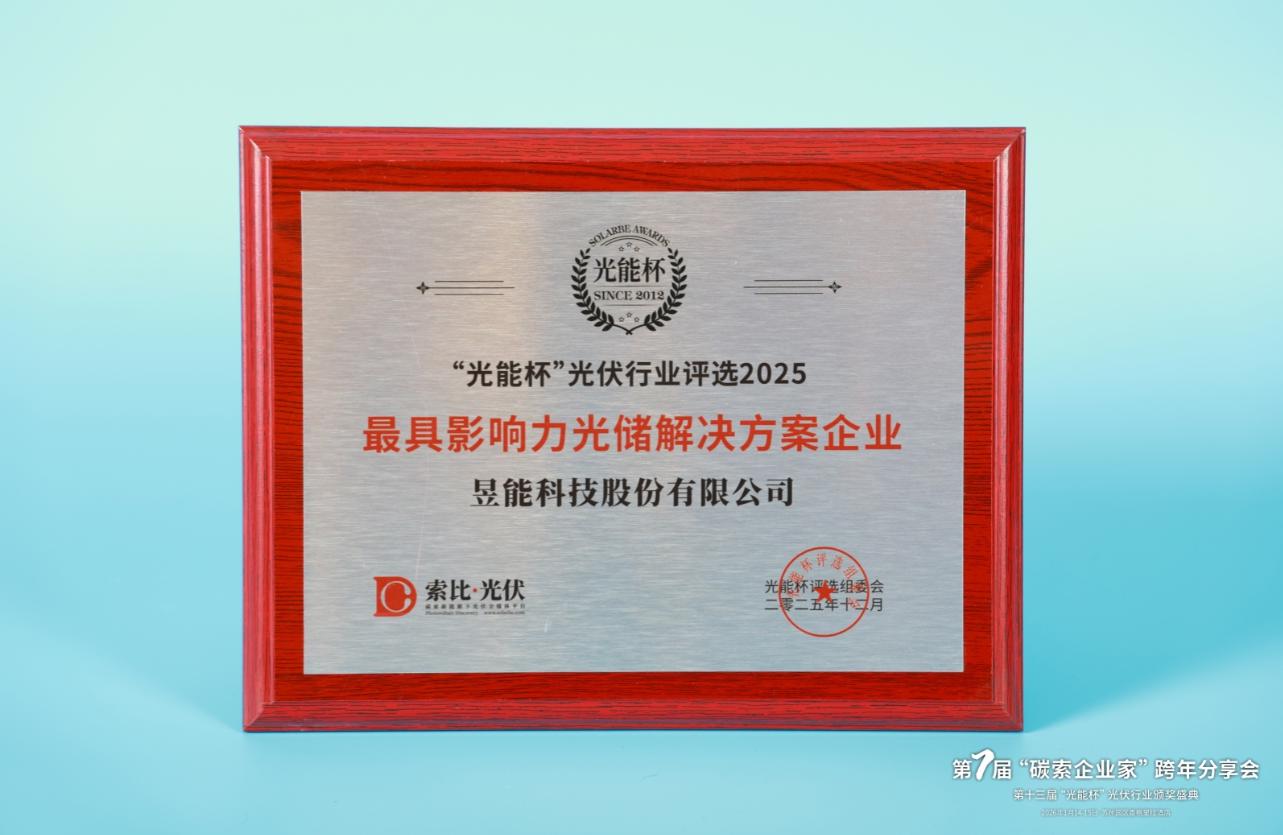 SOLARBE AWARDS
光能杯
SINCE 2012
“光能杯”光伏行业评选2025
最具影响力光储解决方案企业
昱能科技股份有限公司
索比·光伏
光能杯评选组委会
二零二五年十二月
第7届“碳索企业家”跨年分享会
第十三届“光能杯”光伏行业颁奖盛典